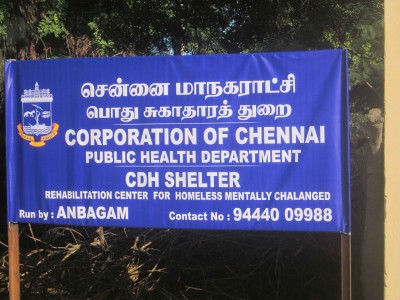 சென்னை மாநகராட்சி
பொது சுகாதாரத் துறை
CORPORATION OF CHENNAI
PUBLIC HEALTH DEPARTMENT
CDH SHELTER
REHABILITATION CENTER FOR HOMELESS MENTALLY CHALANGED
Run by : ANBAGAM Contact No : 94440 09988